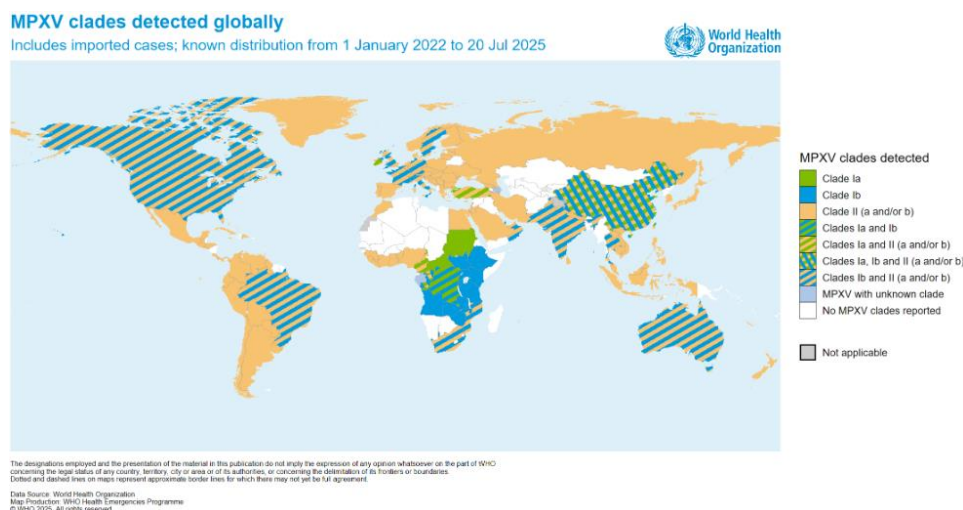 MPXV clades detected globally
Includes imported cases; known distribution from 1 January 2022 to 20 Jul 2025
World Health
Organization
MPXV clades detected
Clade Ia
Clade Ib
Clade II (a and/or b)
Clades Ia and Ib
Clades Ia and II (a and/or b)
Clades Ia, Ib and II (a and/or b)
Clades Ib and II (a and/or b)
MPXV with unknown clade
No MPXV clades reported
Not applicable
The designations employed and the presentation of the material in this publication do not imply the expression of any opinion whatsoever on the part of WHO
concerning the legal status of any country, territory, city or area or of its authorities, or concerning the delimitation of its frontiers or boundaries.
Dotted and dashed lines on maps represent approximate border lines for which there may not yet be full agreement.
Data Source: World Health Organization
Map Production: WHO Health Emergencies Programme
© WHO 2025. All rights reserved.